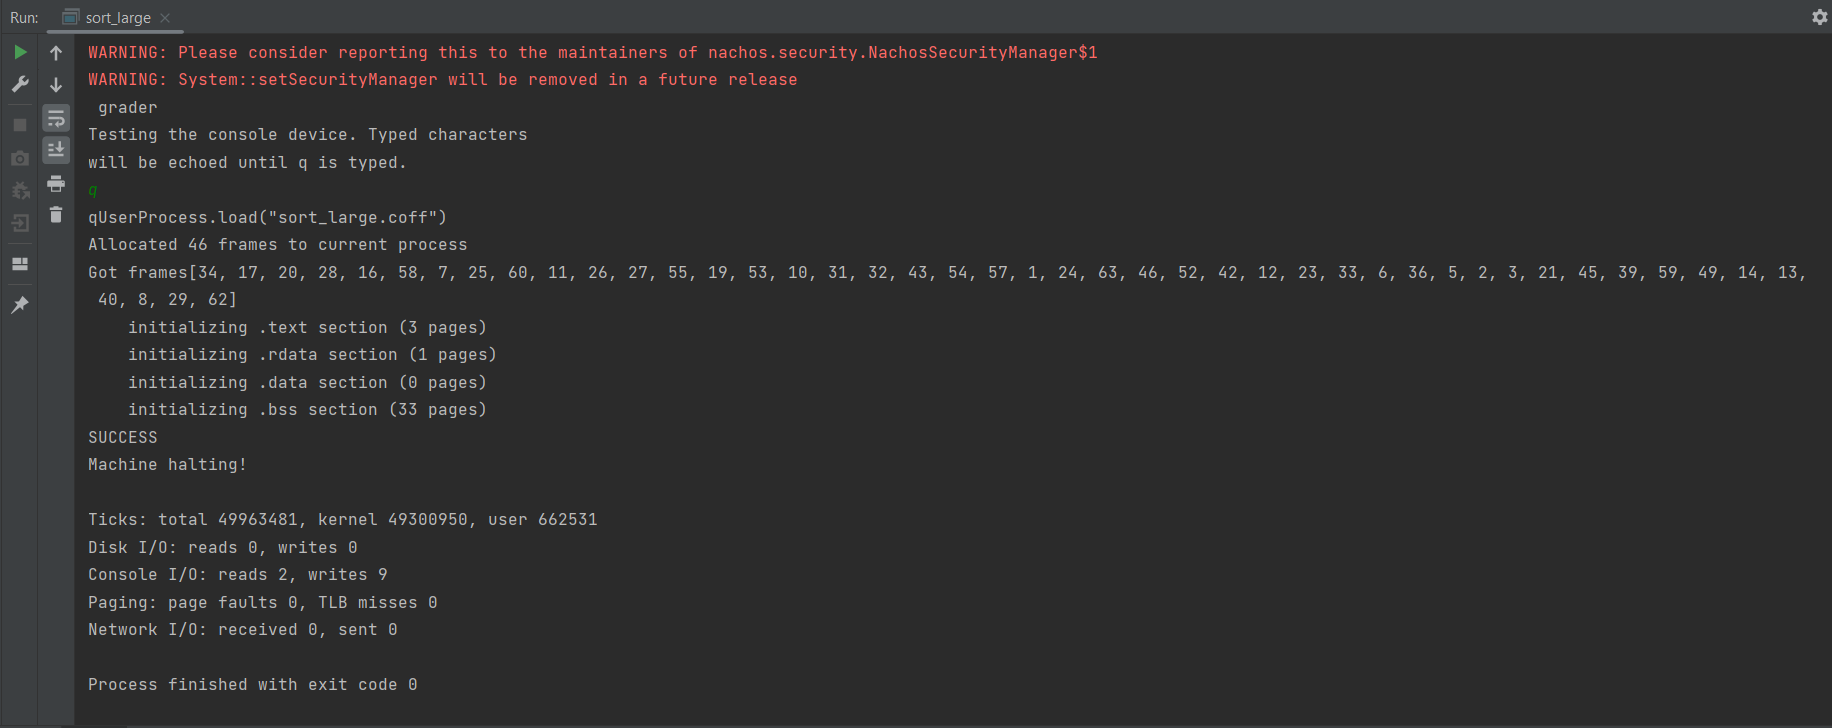 Run: sort_large
WARNING: Please consider reporting this to the maintainers of nachos.security.NachosSecurityManager$1
WARNING: System::setSecurityManager will be removed in a future release
grader
Testing the console device. Typed characters
will be echoed until q is typed.
q
qUserProcess.load("sort_large.coff")
Allocated 46 frames to current process
Got frames[34, 17, 20, 28, 16, 58, 7, 25, 60, 11, 26, 27, 55, 19, 53, 10, 31, 32, 43, 54, 57, 1, 24, 63, 46, 52, 42, 12, 23, 33, 6, 36, 5, 2, 3, 21, 45, 39, 59, 49, 14, 13,
40, 8, 29, 62]
initializing .text section (3 pages)
initializing .rdata section (1 pages)
initializing .data section (0 pages)
initializing .bss section (33 pages)
SUCCESS
Machine halting!
Ticks: total 49963481, kernel 49300950, user 662531
Disk I/O: reads 0, writes 0
Console I/O: reads 2, writes 9
Paging: page faults 0, TLB misses 0
Network I/O: received 0, sent 0
Process finished with exit code 0